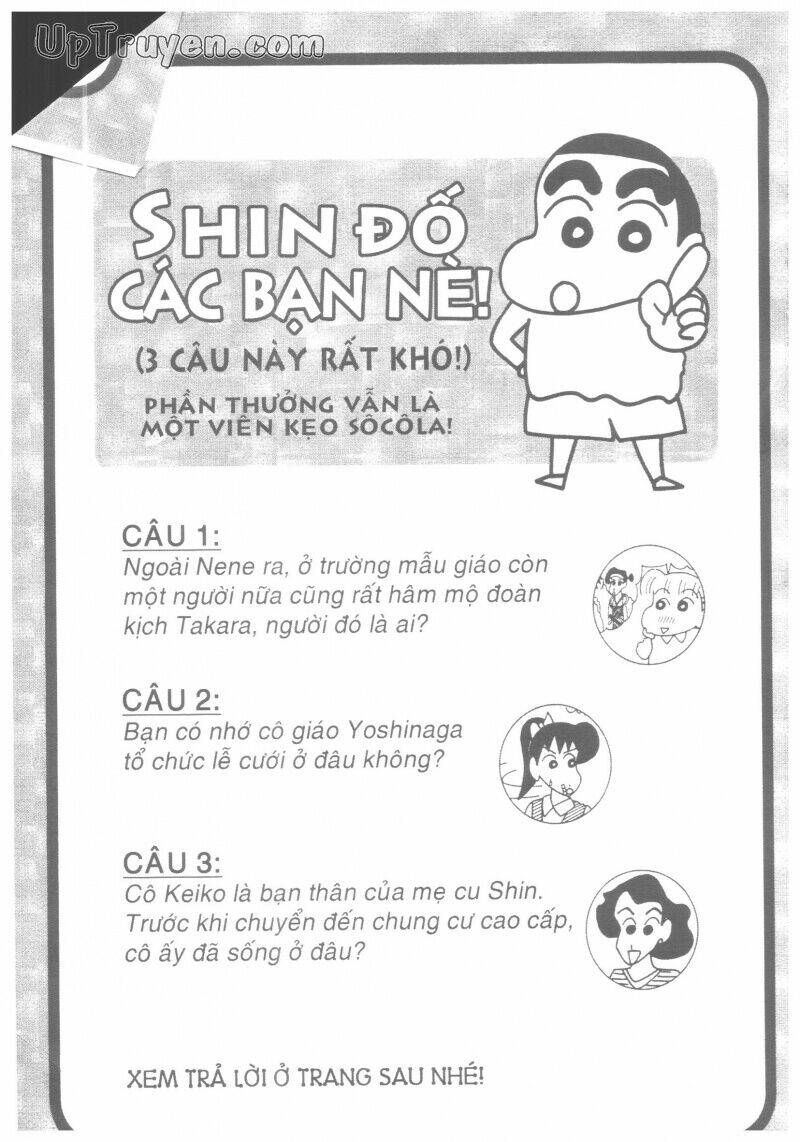 UpTruyen.com
SHIN ĐỐ
CÁC BẠN NÈ!
(3 CÂU NÀY RẤT KHÓ!)
PHẦN THƯỞNG VẪN LÀ
MỘT VIÊN KẸO SÔCÔLA!
CÂU 1:
Ngoài Nene ra, ở trường mẫu giáo còn
một người nữa cũng rất hâm mộ đoàn
kịch Takara, người đó là ai?
CÂU 2:
Bạn có nhớ cô giáo Yoshinaga
tổ chức lễ cưới ở đâu không?
CÂU 3:
Cô Keiko là bạn thân của mẹ cu Shin.
Trước khi chuyển đến chung cư cao cấp,
cô ấy đã sống ở đâu?
XEM TRẢ LỜI Ở TRANG SAU NHÉ!